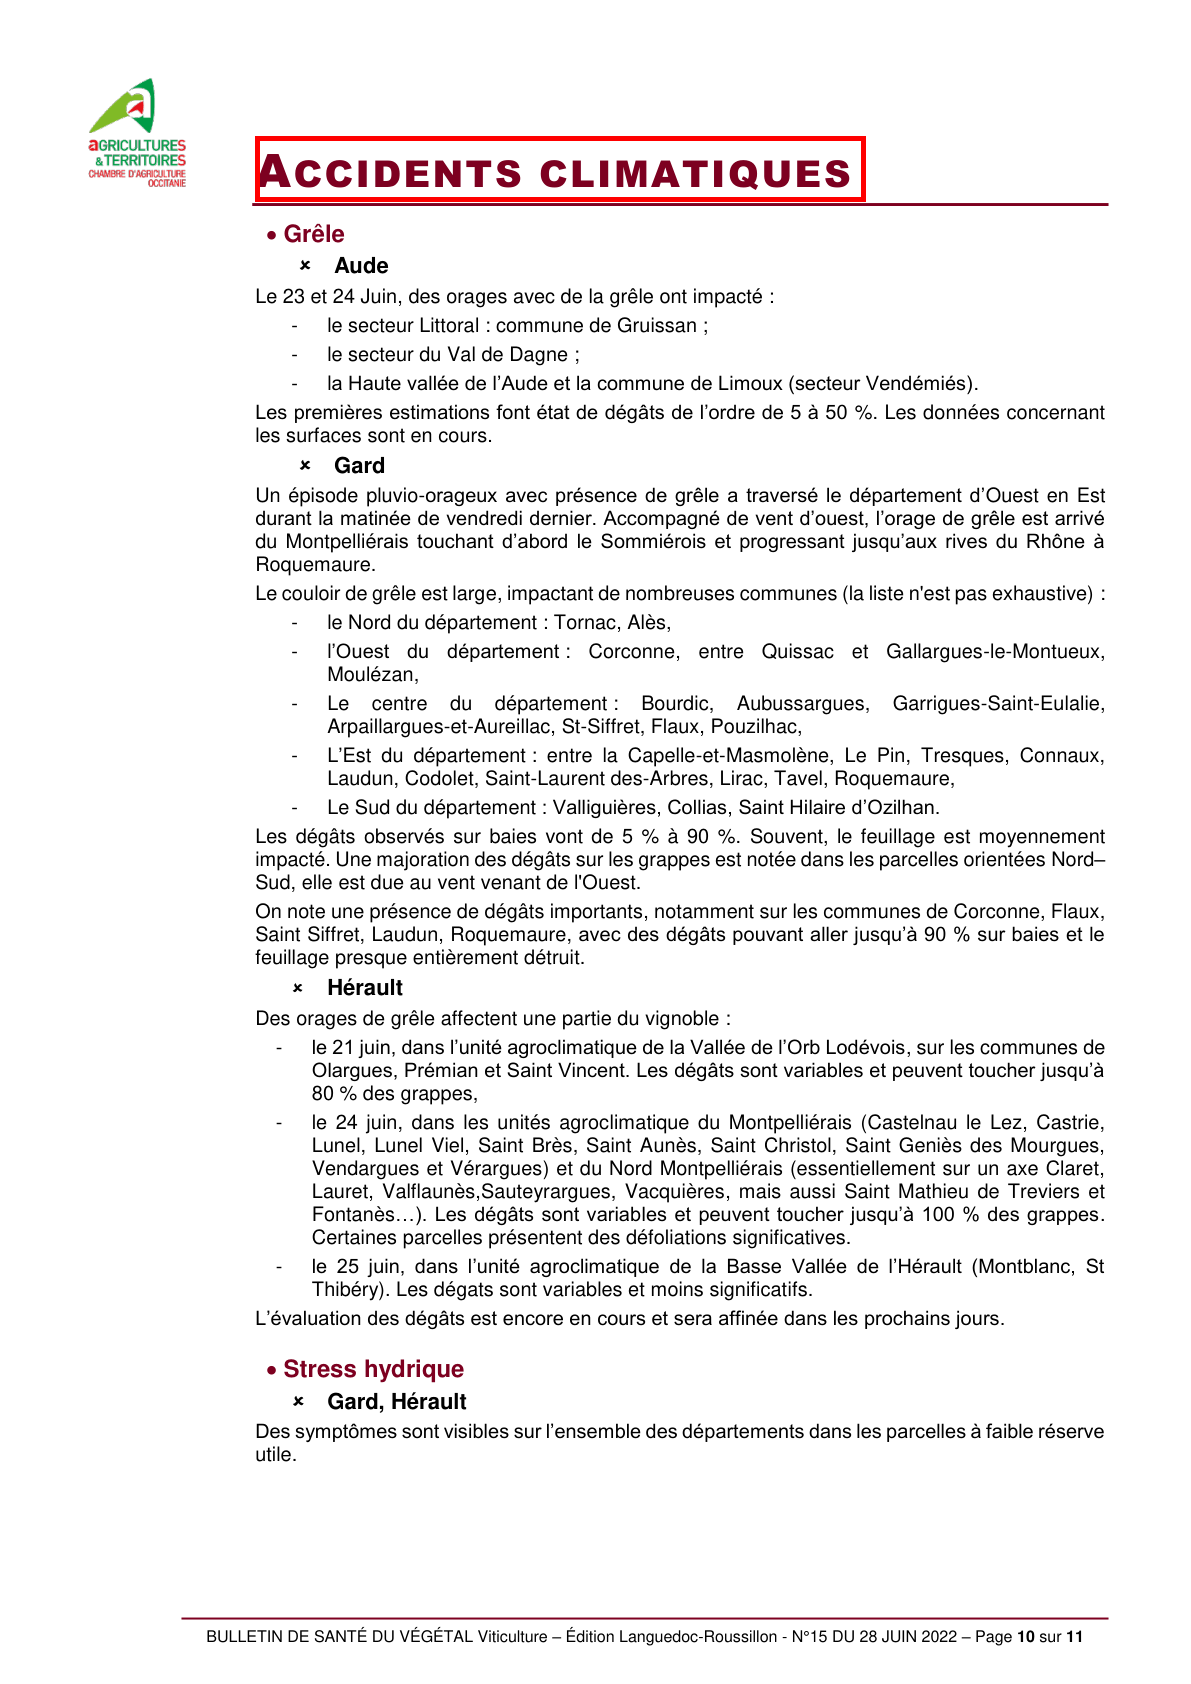 aGRICULTURES
& TERRITOIRES
CHAMBRE D'AGRICULTURE
OCCITANIE
ACCIDENTS CLIMATIQUES
• Grêle
× Aude
Le 23 et 24 Juin, des orages avec de la grêle ont impacté :
- le secteur Littoral : commune de Gruissan ;
- le secteur du Val de Dagne ;
- la Haute vallée de l’Aude et la commune de Limoux (secteur Vendémiés).
Les premières estimations font état de dégâts de l’ordre de 5 à 50 %. Les données concernant
les surfaces sont en cours.
× Gard
Un épisode pluvio-orageux avec présence de grêle a traversé le département d’Ouest en Est
durant la matinée de vendredi dernier. Accompagné de vent d’ouest, l’orage de grêle est arrivé
du Montpelliérais touchant d’abord le Sommiérois et progressant jusqu’aux rives du Rhône à
Roquemaure.
Le couloir de grêle est large, impactant de nombreuses communes (la liste n'est pas exhaustive) :
- le Nord du département : Tornac, Alès,
- l’Ouest du département : Corconne, entre Quissac et Gallargues-le-Montueux,
Moulézan,
- Le centre du département : Bourdic, Aubussargues, Garrigues-Saint-Eulalie,
Arpaillargues-et-Aureillac, St-Siffret, Flaux, Pouzilhac,
- L’Est du département : entre la Capelle-et-Masmolène, Le Pin, Tresques, Connaux,
Laudun, Codolet, Saint-Laurent des-Arbres, Lirac, Tavel, Roquemaure,
- Le Sud du département : Valliguières, Collias, Saint Hilaire d’Ozilhan.
Les dégâts observés sur baies vont de 5 % à 90 %. Souvent, le feuillage est moyennement
impacté. Une majoration des dégâts sur les grappes est notée dans les parcelles orientées Nord–
Sud, elle est due au vent venant de l'Ouest.
On note une présence de dégâts importants, notamment sur les communes de Corconne, Flaux,
Saint Siffret, Laudun, Roquemaure, avec des dégâts pouvant aller jusqu’à 90 % sur baies et le
feuillage presque entièrement détruit.
× Hérault
Des orages de grêle affectent une partie du vignoble :
- le 21 juin, dans l’unité agroclimatique de la Vallée de l’Orb Lodévois, sur les communes de
Olargues, Prémian et Saint Vincent. Les dégâts sont variables et peuvent toucher jusqu’à
80 % des grappes,
- le 24 juin, dans les unités agroclimatique du Montpelliérais (Castelnau le Lez, Castrie,
Lunel, Lunel Viel, Saint Brès, Saint Aunès, Saint Christol, Saint Geniès des Mourgues,
Vendargues et Vérargues) et du Nord Montpelliérais (essentiellement sur un axe Claret,
Lauret, Valflaunès,Sauteyrargues, Vacquières, mais aussi Saint Mathieu de Treviers et
Fontanès…). Les dégâts sont variables et peuvent toucher jusqu’à 100 % des grappes.
Certaines parcelles présentent des défoliations significatives.
- le 25 juin, dans l’unité agroclimatique de la Basse Vallée de l’Hérault (Montblanc, St
Thibéry). Les dégats sont variables et moins significatifs.
L’évaluation des dégâts est encore en cours et sera affinée dans les prochains jours.
• Stress hydrique
× Gard, Hérault
Des symptômes sont visibles sur l’ensemble des départements dans les parcelles à faible réserve
utile.
BULLETIN DE SANTÉ DU VÉGÉTAL Viticulture – Édition Languedoc-Roussillon - N°15 DU 28 JUIN 2022 – Page 10 sur 11